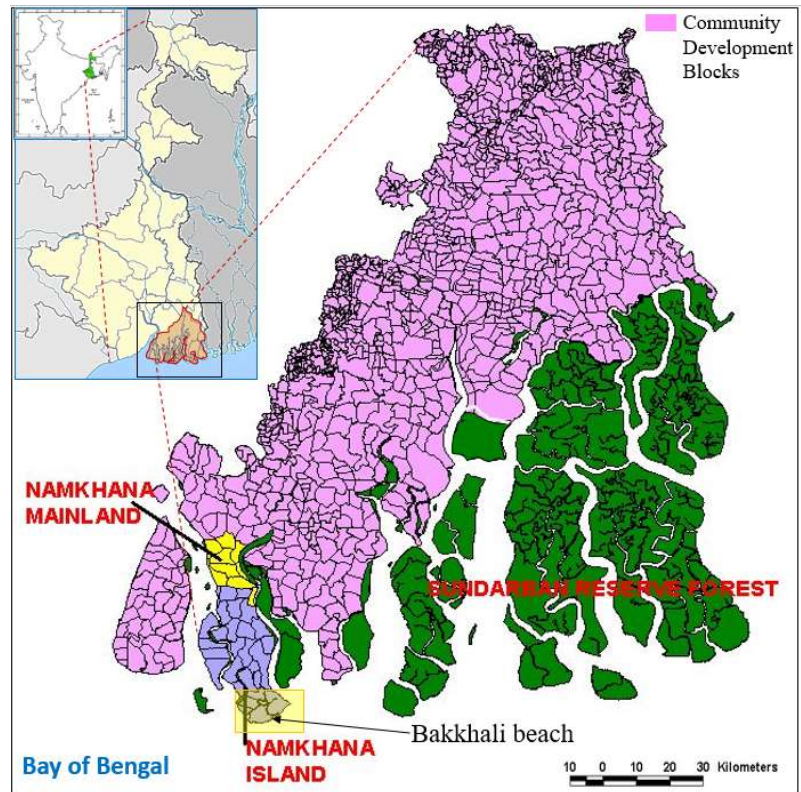 Community
Development
Blocks
NAMKHANA
MAINLAND
SUNDARBAN RESERVE FOREST
Bakkhali beach
NAMKHANA
ISLAND
Bay of Bengal
10 0 10 20 30 Kilometers